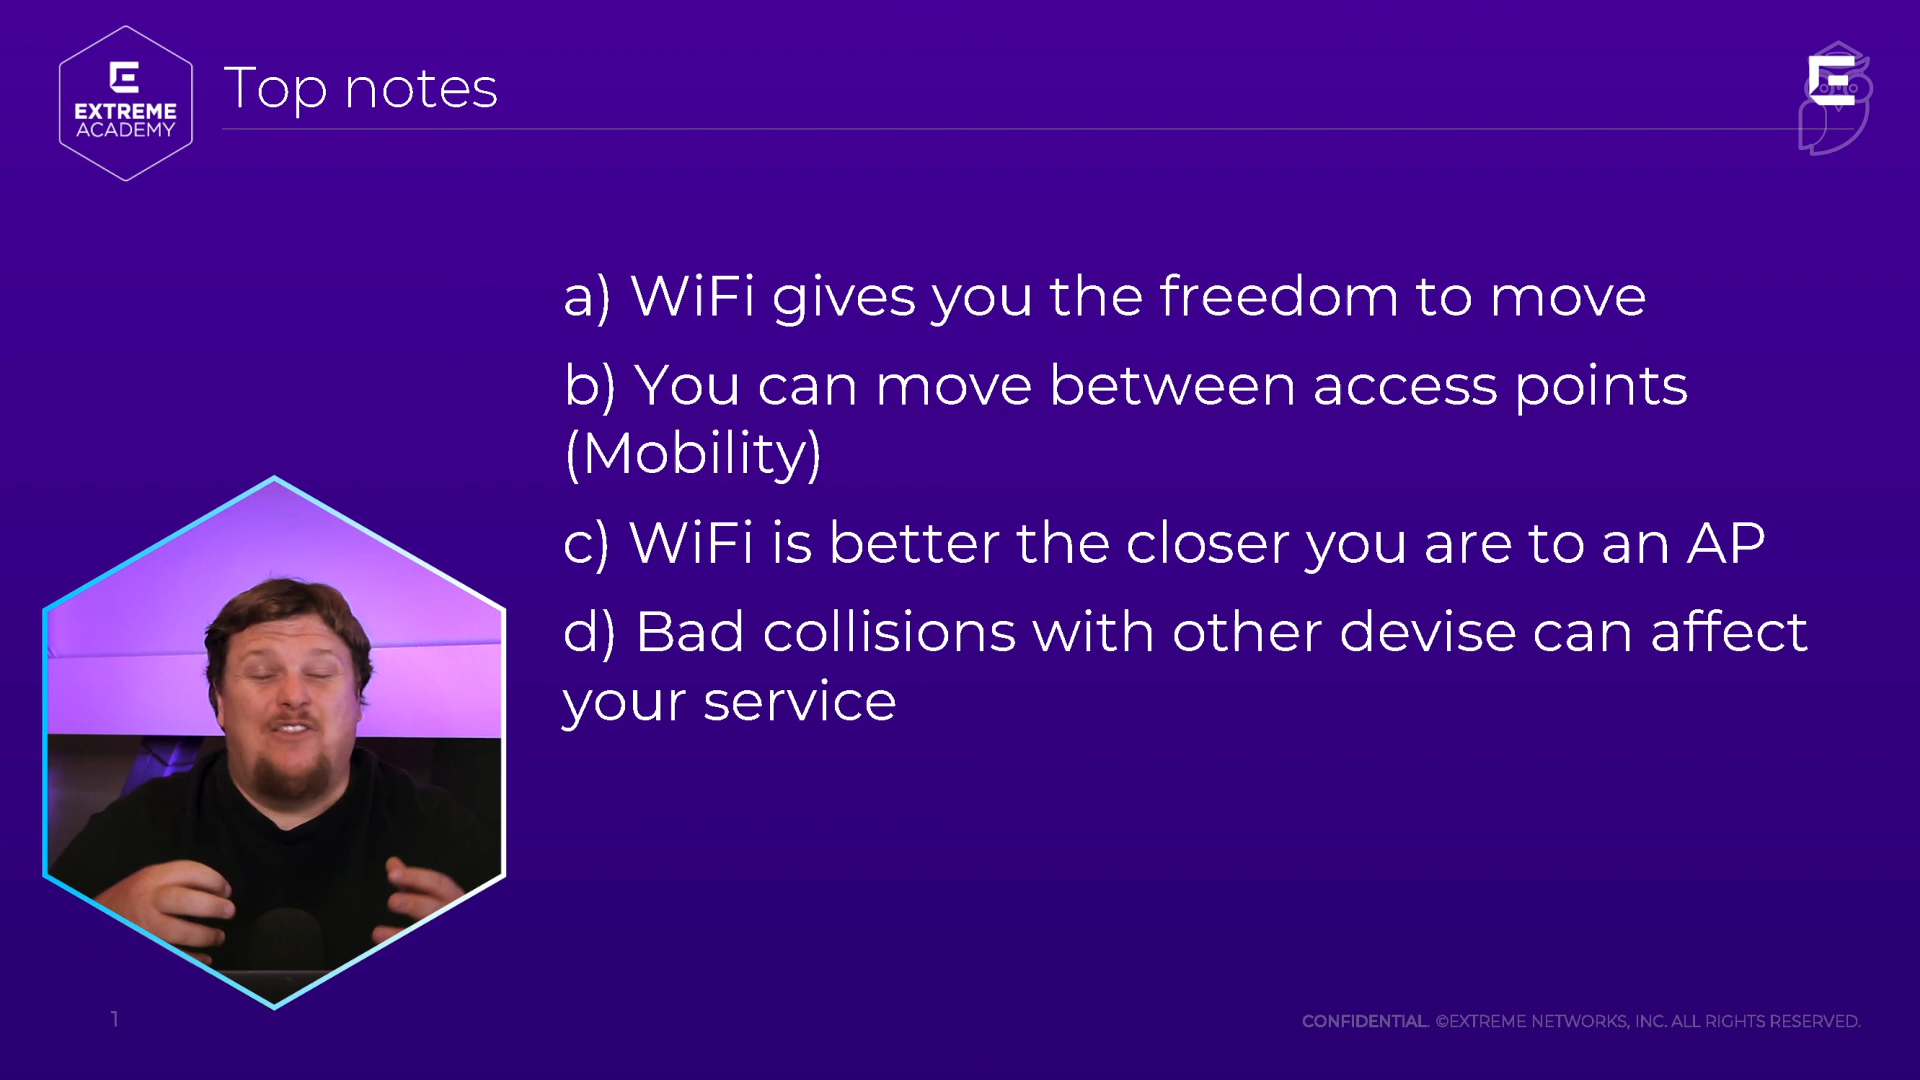 EXTREME
ACADEMY
Top notes
a) WiFi gives you the freedom to move
b) You can move between access points
(Mobility)
c) WiFi is better the closer you are to an AP
d) Bad collisions with other devise can affect
your service
1
CONFIDENTIAL. ©EXTREME NETWORKS, INC. ALL RIGHTS RESERVED.